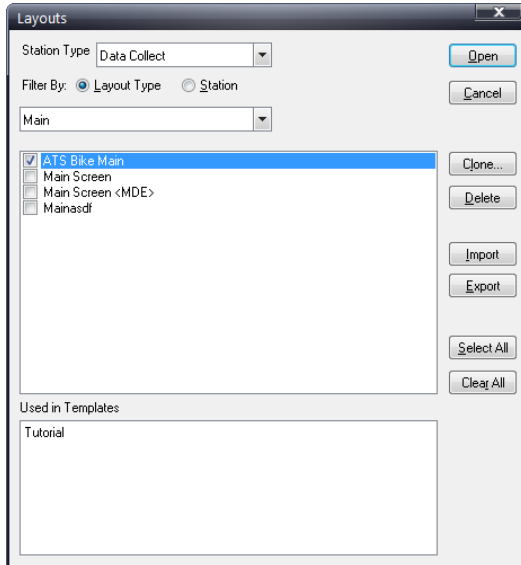 Layouts
Station Type Data Collect
Open
Filter By: Layout Type Station
Cancel
Main
ATS Bike Main
Main Screen
Main Screen <MDE>
Mainasdf
Clone...
Delete
Import
Export
Select All
Clear All
Used in Templates
Tutorial